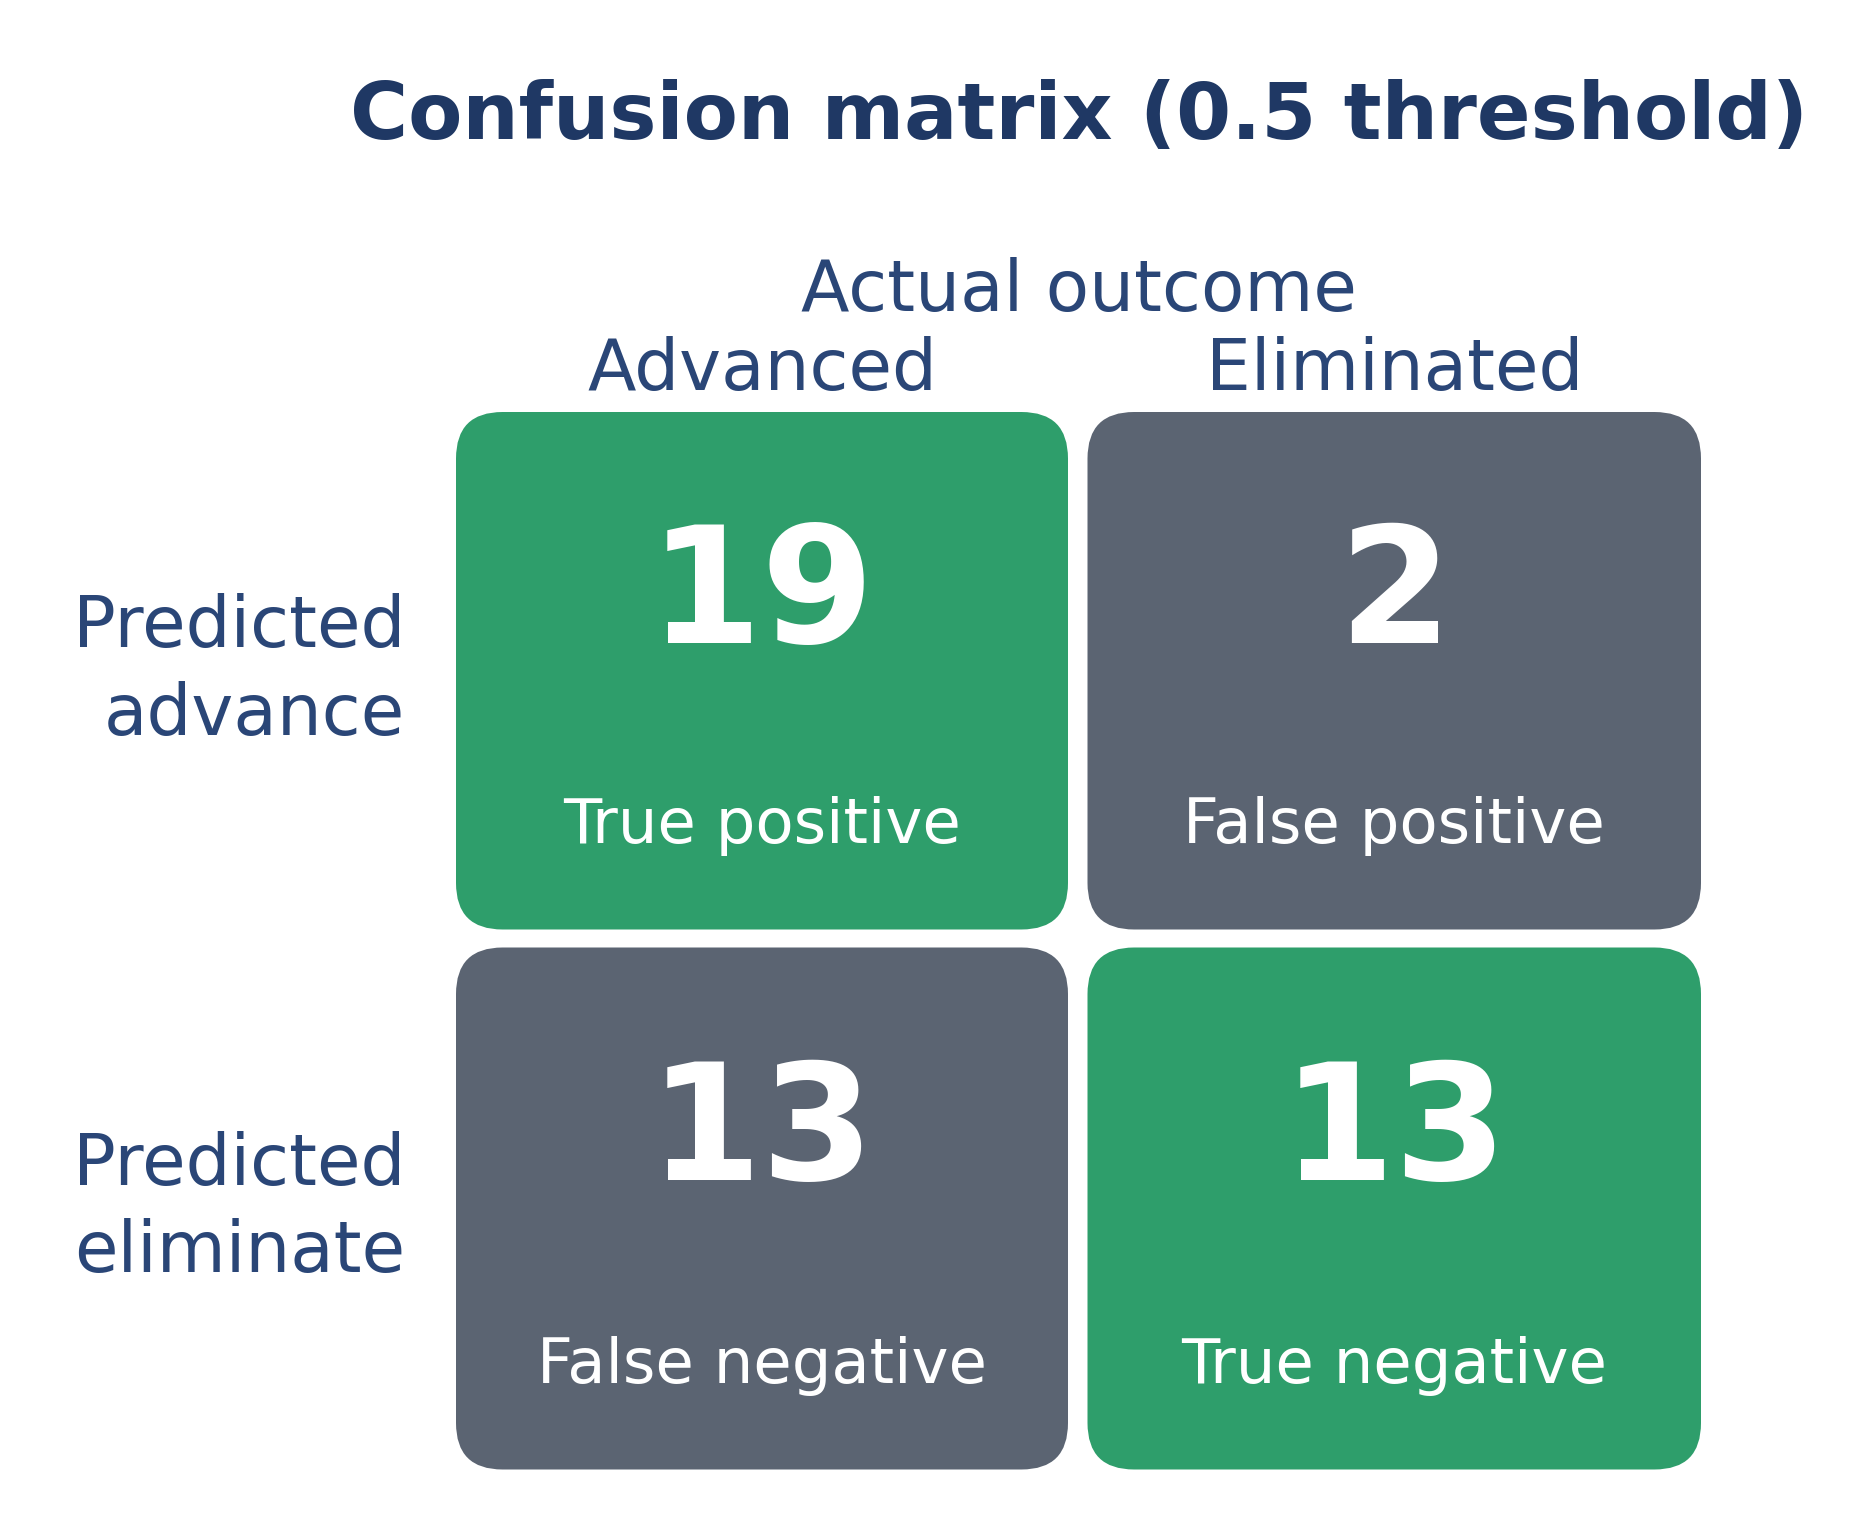 Confusion matrix (0.5 threshold)
Actual outcome
Advanced Eliminated
Predicted
advance
19 2
True positive False positive
Predicted
eliminate
13 13
False negative True negative